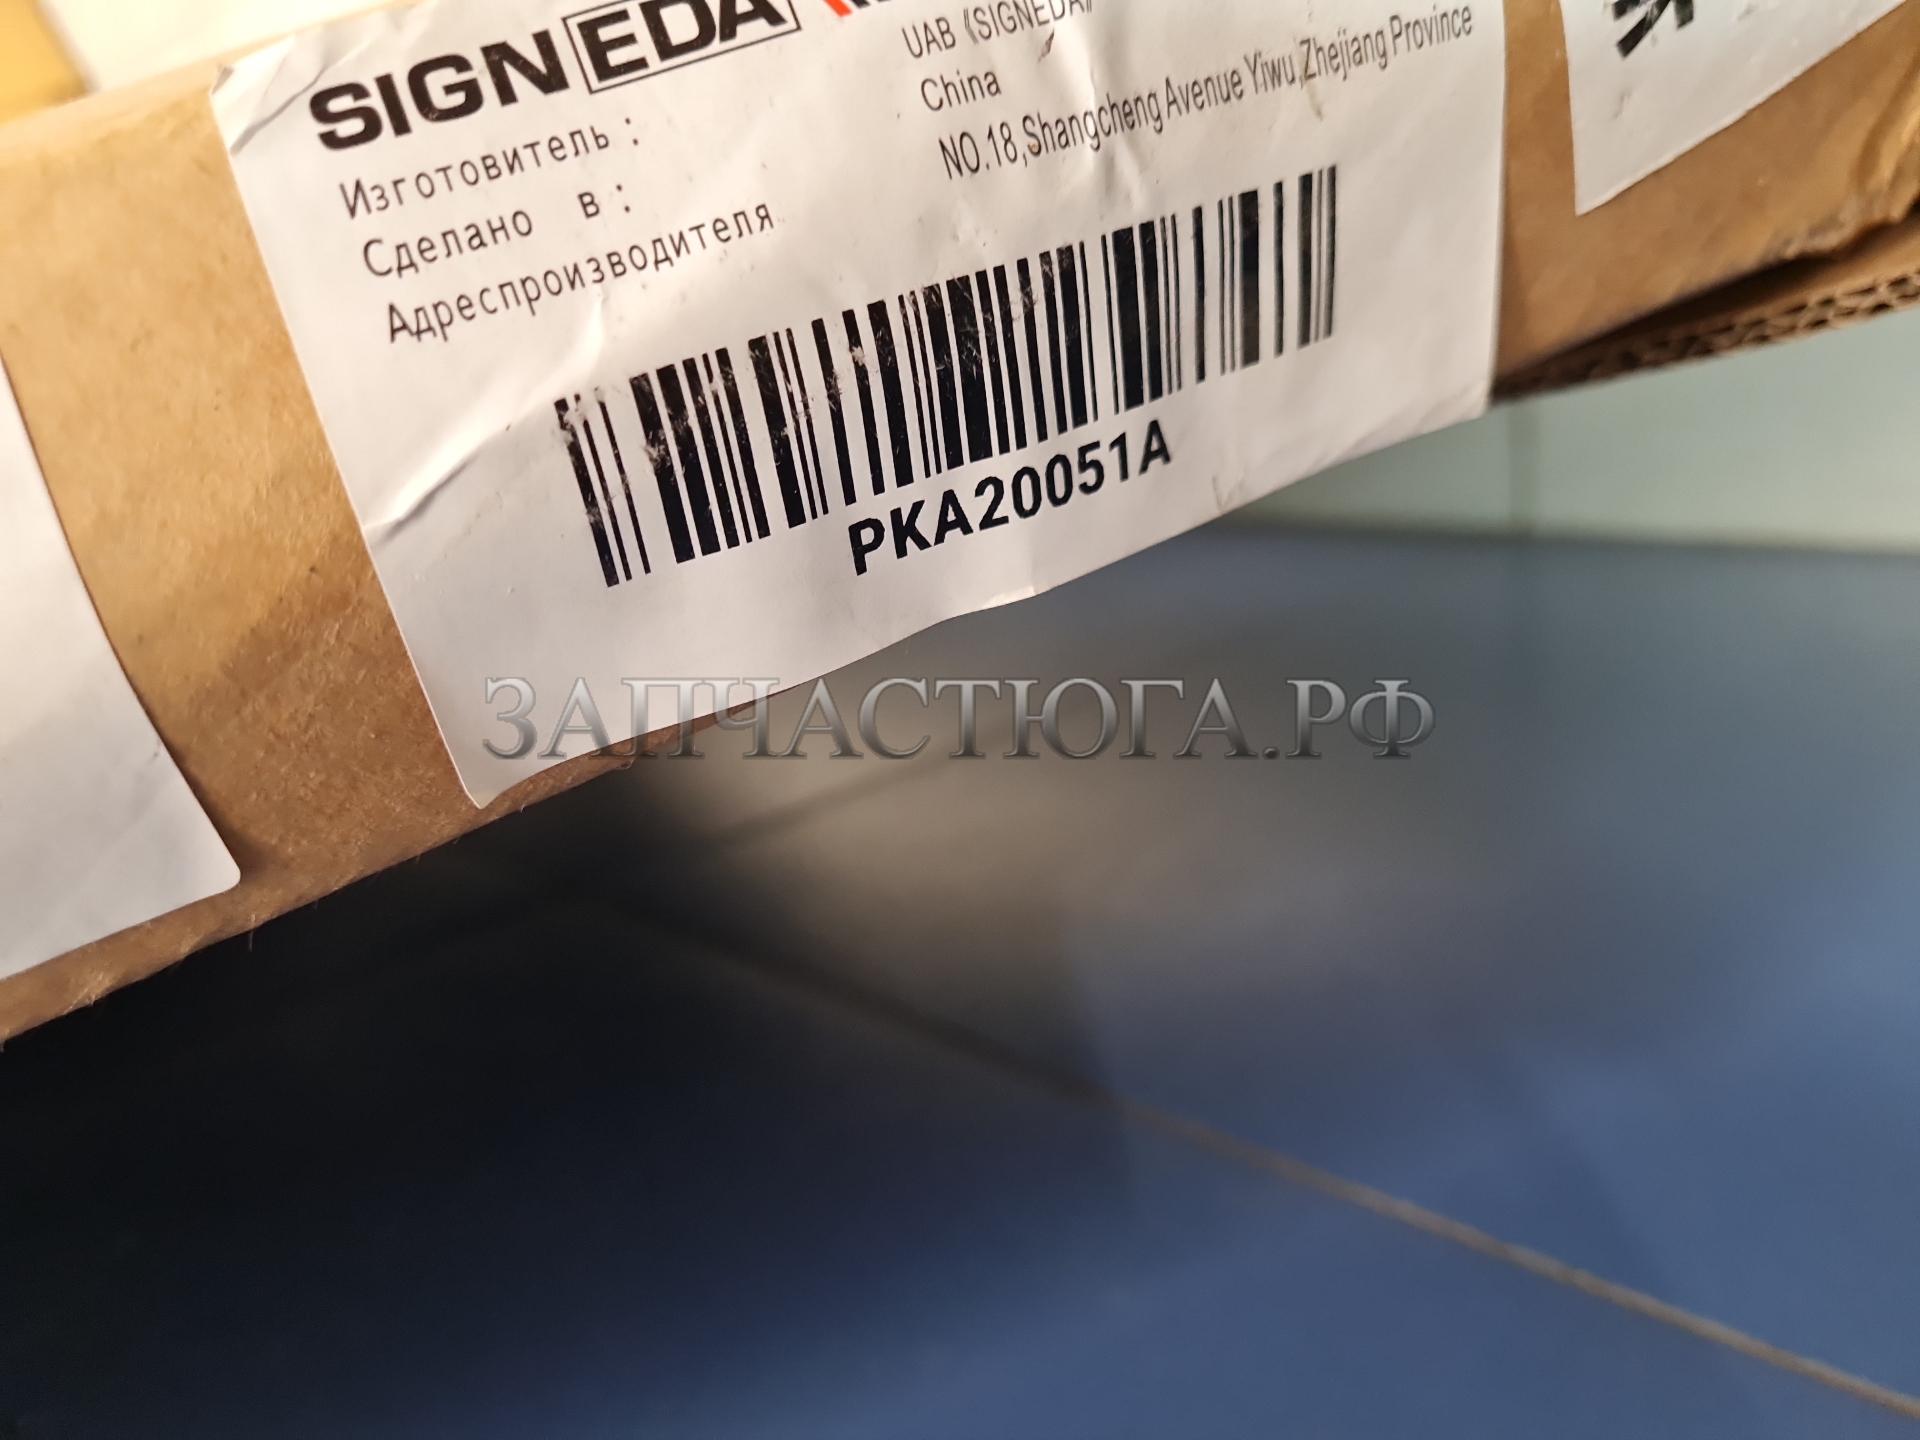 SIGNEDA
Изготовитель :
UAB 《SIGNEDA》
Сделано в :
China
Адреспроизводителя
NO.18,Shangcheng Avenue Yiwu,Zhejiang Province
PKA20051A
ЗАПЧАСТЮГА.РФ